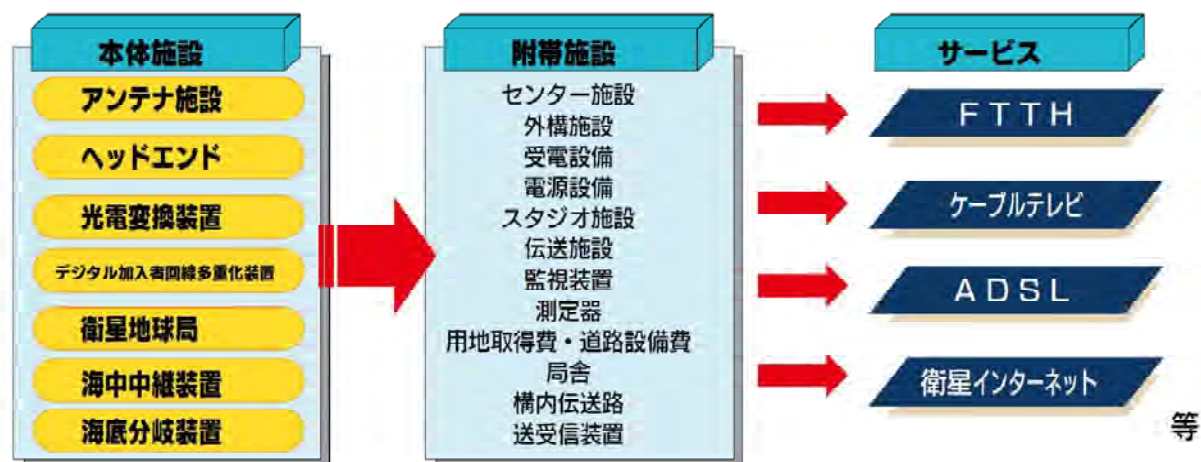 本体施設
アンテナ施設
ヘッドエンド
光電変換装置
デジタル加入者回線多重化装置
衛星地球局
海中中継装置
海底分岐装置
附帯施設
センター施設
外構施設
受電設備
電源設備
スタジオ施設
伝送施設
監視装置
測定器
用地取得費・道路設備費
局舎
構内伝送路
送受信装置
サービス
FTTH
ケーブルテレビ
ADSL
衛星インターネット
等